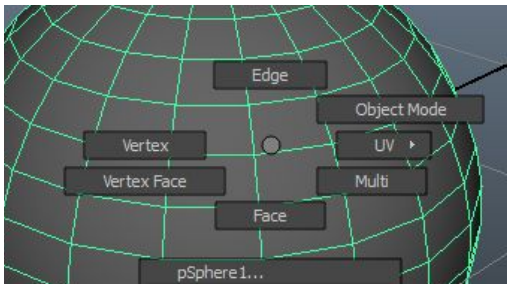 Edge
Object Mode
Vertex
UV
Vertex Face
Multi
Face
pSphere1...